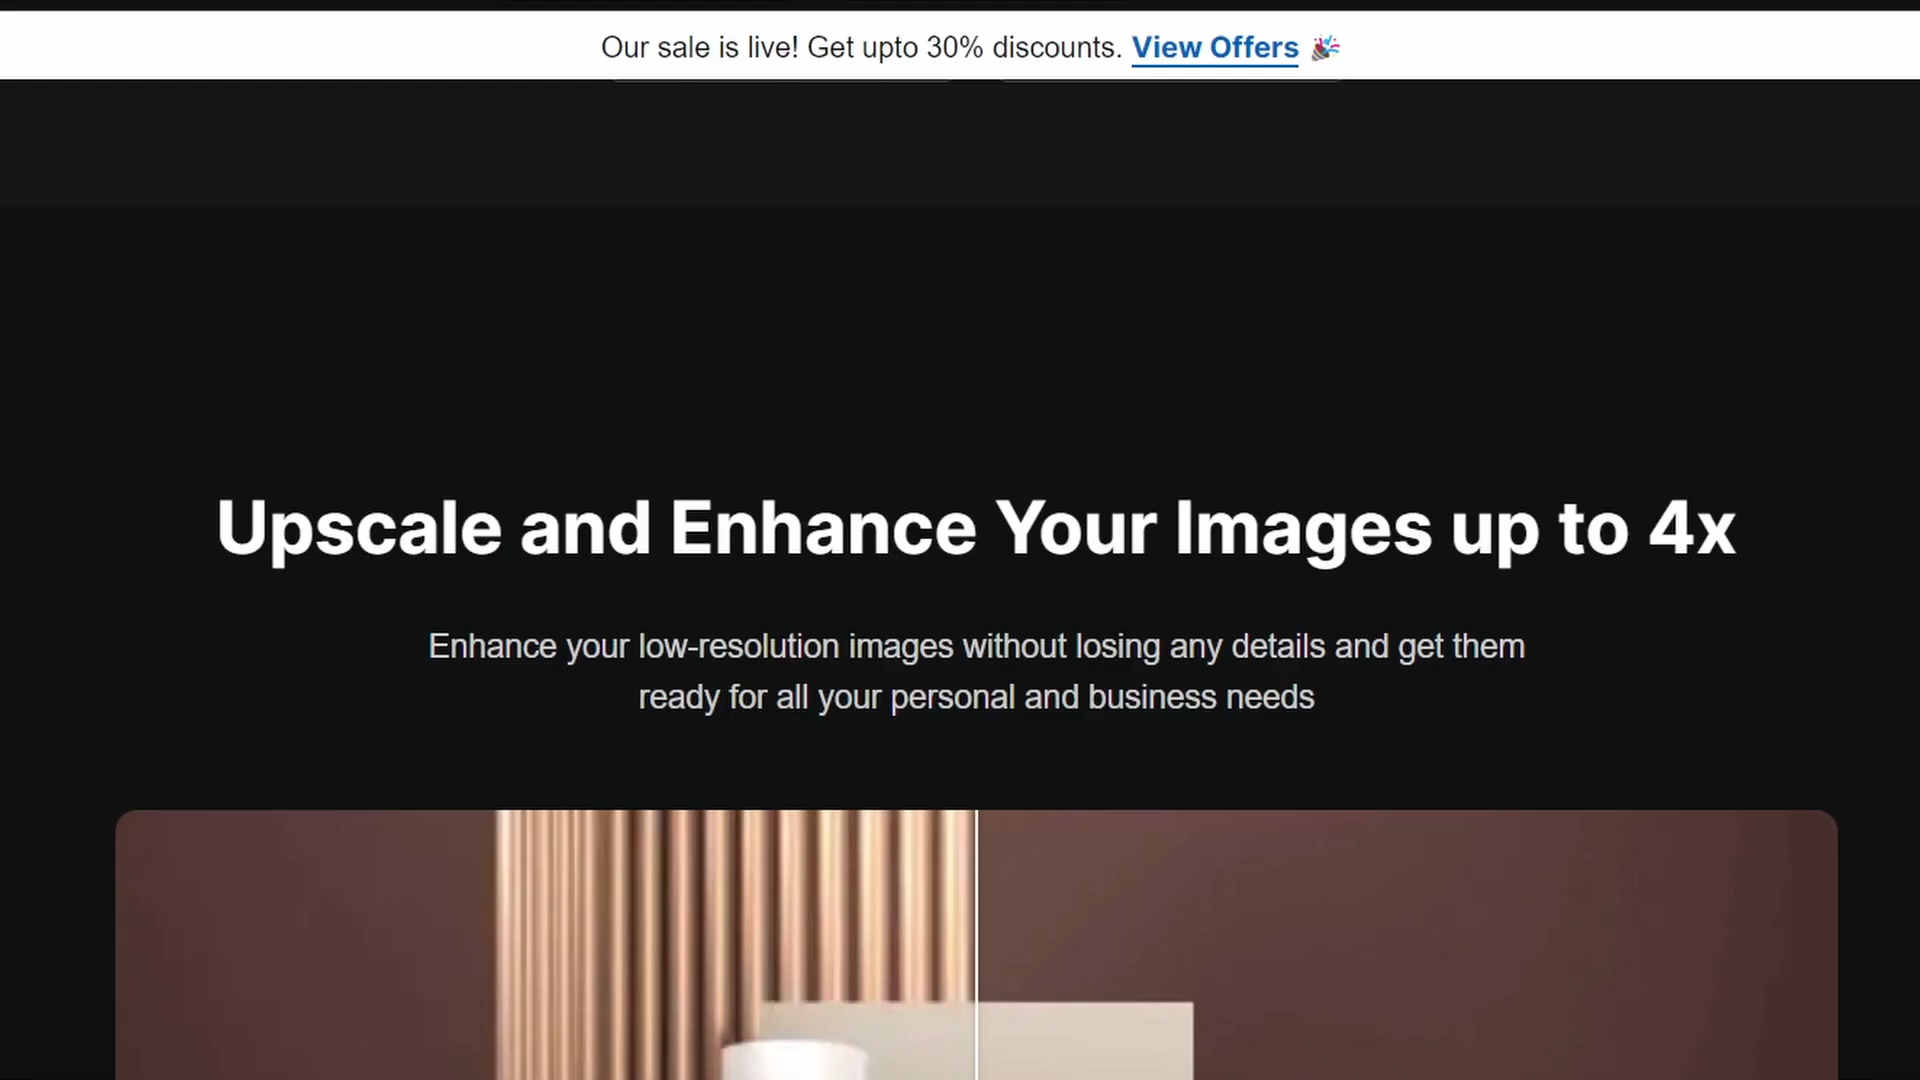 Our sale is live! Get upto 30% discounts. View Offers 🎉
Upscale and Enhance Your Images up to 4x
Enhance your low-resolution images without losing any details and get them
ready for all your personal and business needs